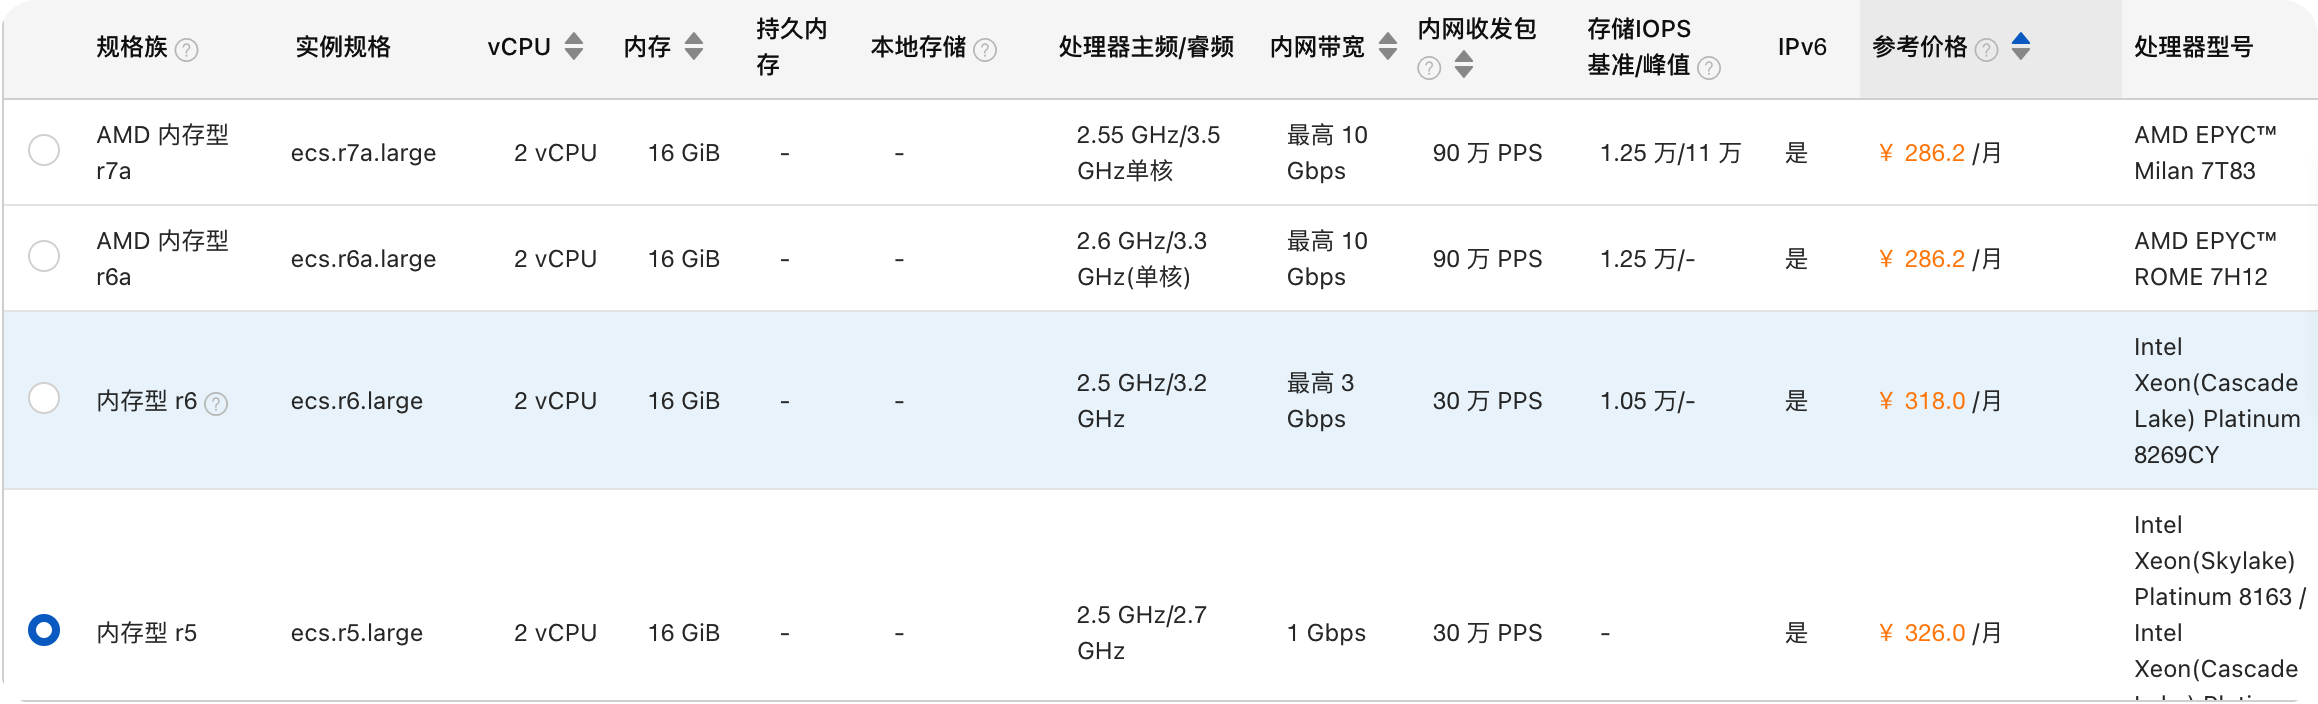 规格族 实例规格 vCPU 内存 持久内存 本地存储 处理器主频/睿频 内网带宽 内网收发包 存储IOPS 基准/峰值 IPv6 参考价格 处理器型号
AMD 内存型 r7a ecs.r7a.large 2 vCPU 16 GiB - - 2.55 GHz/3.5 GHz单核 最高 10 Gbps 90 万 PPS 1.25 万/11 万 是 ¥ 286.2 /月 AMD EPYC™ Milan 7T83
AMD 内存型 r6a ecs.r6a.large 2 vCPU 16 GiB - - 2.6 GHz/3.3 GHz(单核) 最高 10 Gbps 90 万 PPS 1.25 万/- 是 ¥ 286.2 /月 AMD EPYC™ ROME 7H12
内存型 r6 ecs.r6.large 2 vCPU 16 GiB - - 2.5 GHz/3.2 GHz 最高 3 Gbps 30 万 PPS 1.05 万/- 是 ¥ 318.0 /月 Intel Xeon(Cascade Lake) Platinum 8269CY
内存型 r5 ecs.r5.large 2 vCPU 16 GiB - - 2.5 GHz/2.7 GHz 1 Gbps 30 万 PPS - 是 ¥ 326.0 /月 Intel Xeon(Skylake) Platinum 8163 / Intel Xeon(Cascade